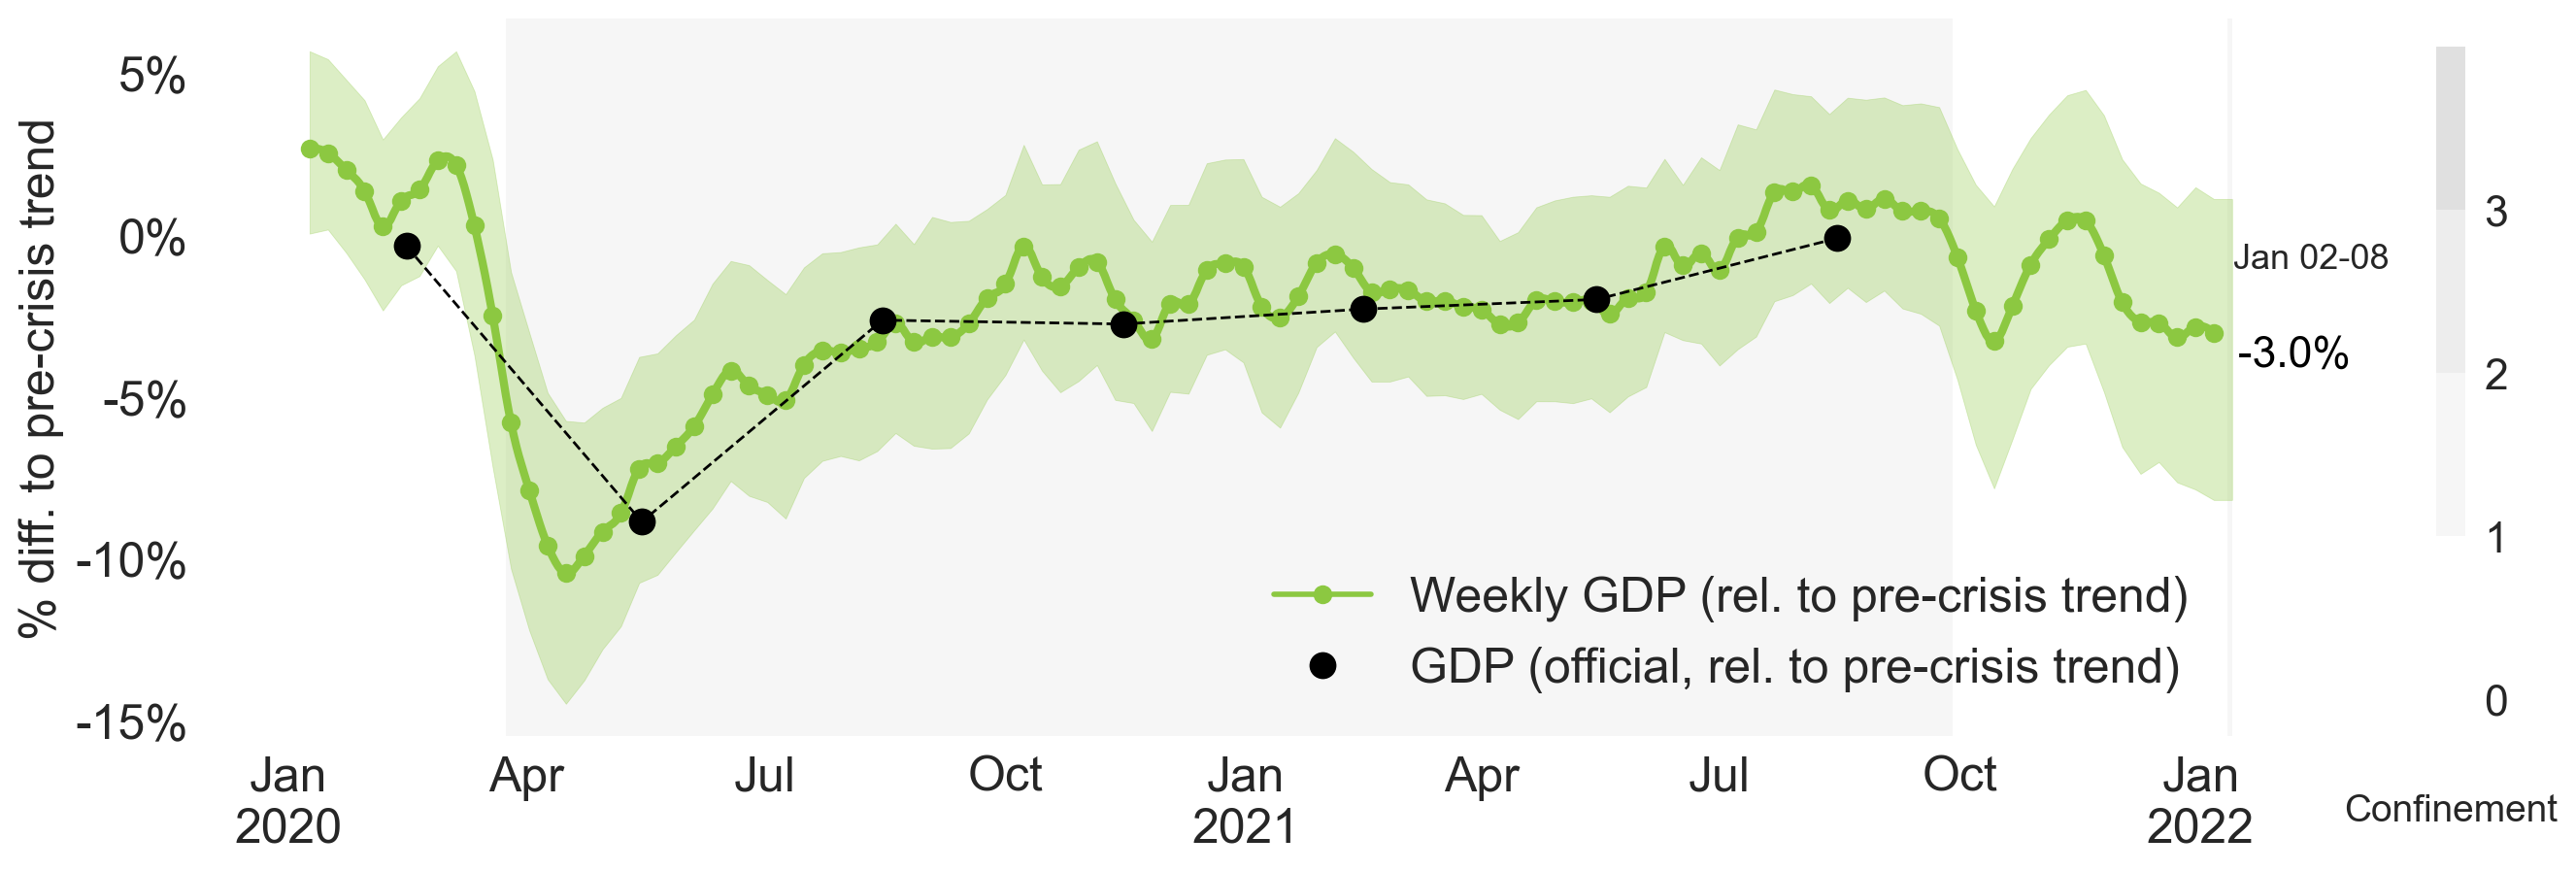 % diff. to pre-crisis trend
5%
0%
-5%
-10%
-15%
Jan 02-08
-3.0%
Weekly GDP (rel. to pre-crisis trend)
GDP (official, rel. to pre-crisis trend)
Jan Apr Jul Oct Jan Apr Jul Oct Jan
2020 2021 2022
3
2
1
0
Confinement